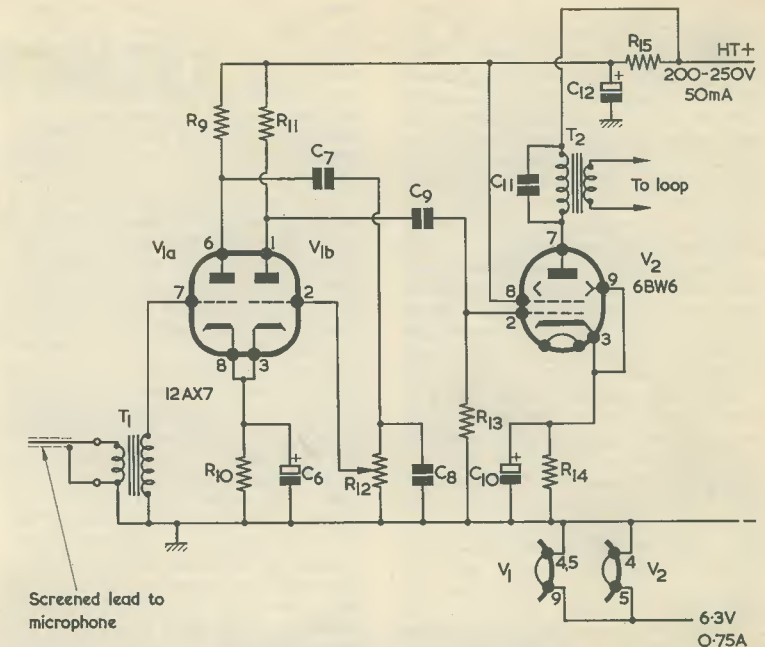 R15
HT+
200-250V
50mA
C12
R9
R11
C7
T2
C9
C11
To loop
V1a
6
1
V1b
7
V2
6BW6
7
2
8
9
2
3
8
3
12AX7
T1
R13
R10
C6
R12
C8
C10
R14
V1
4,5
4
V2
9
5
Screened lead to
microphone
6·3V
0·75A